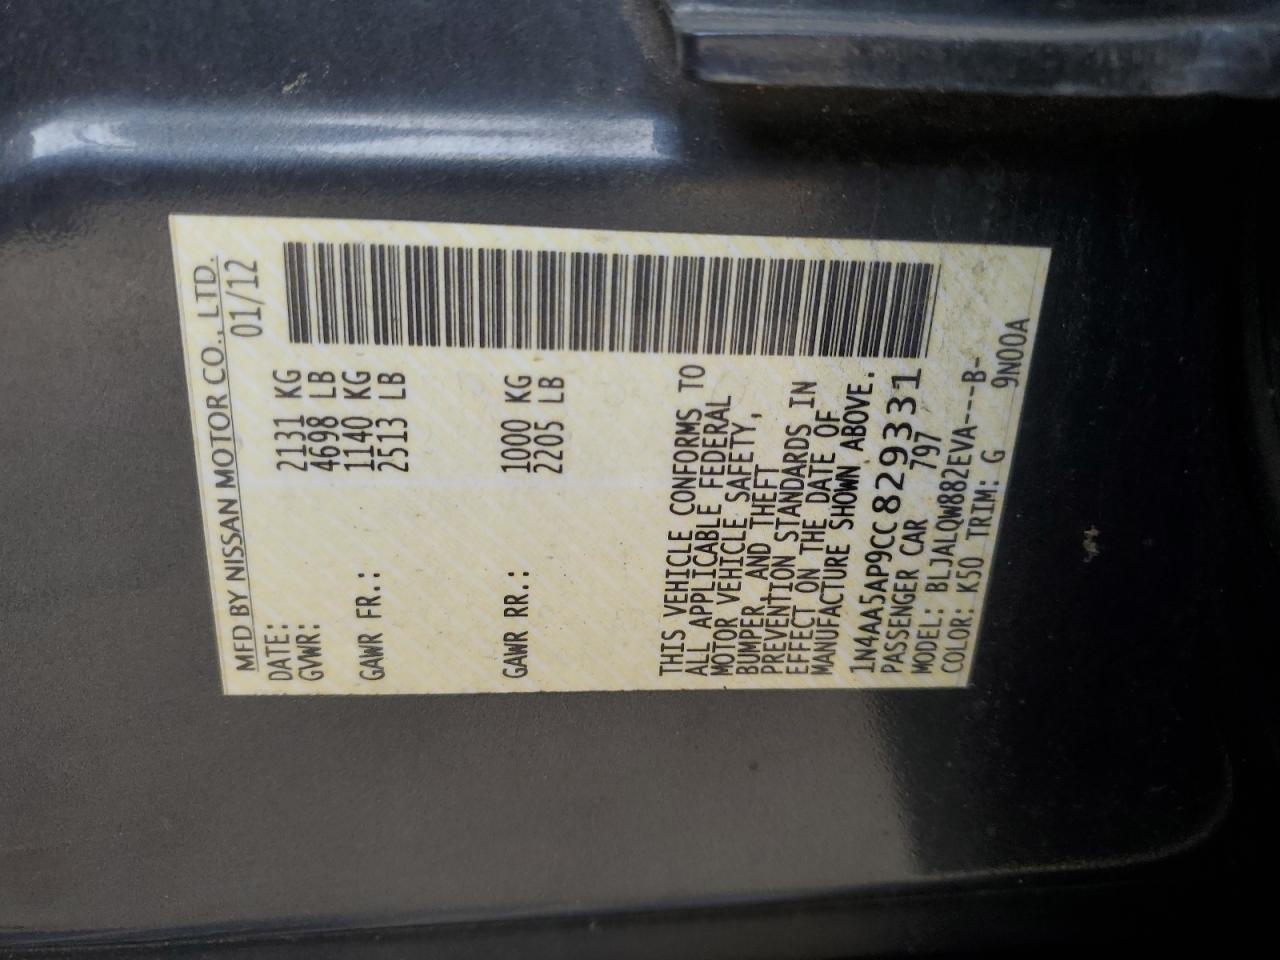 MFD BY NISSAN MOTOR CO., LTD.
DATE: 01/12
GVWR: 2131 KG
4698 LB
GAWR FR.: 1140 KG
2513 LB
GAWR RR.: 1000 KG
2205 LB
THIS VEHICLE CONFORMS TO
ALL APPLICABLE FEDERAL
MOTOR VEHICLE SAFETY,
BUMPER AND THEFT
PREVENTION STANDARDS IN
EFFECT ON THE DATE OF
MANUFACTURE SHOWN ABOVE.
1N4AA5AP9CC829331
PASSENGER CAR 797
MODEL: BLJALQW882EVA---B-
COLOR: K50 TRIM: G 9N00A